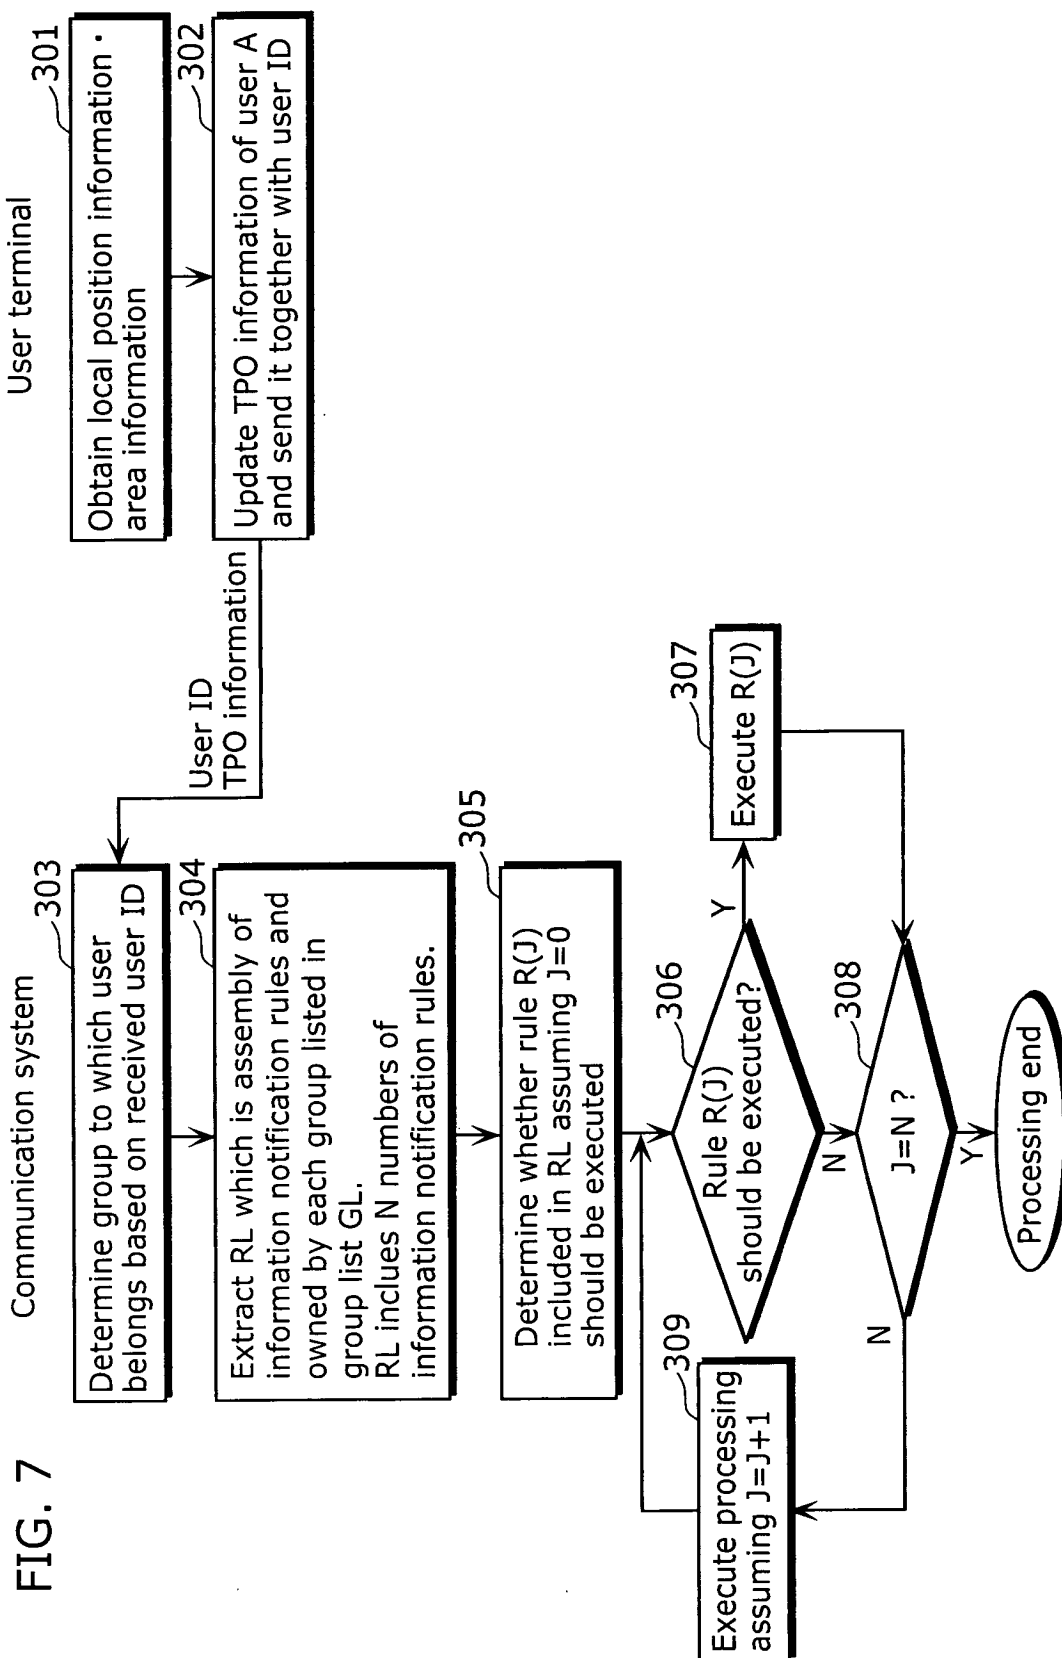 FIG. 7
Communication system
User terminal
301
Obtain local position information •
area information
302
Update TPO information of user A
and send it together with user ID
User ID
TPO information
303
Determine group to which user
belongs based on received user ID
304
Extract RL which is assembly of
information notification rules and
owned by each group listed in
group list GL.
RL inclues N numbers of
information notification rules.
305
Determine whether rule R(J)
included in RL assuming J=0
should be executed
306
Rule R(J)
should be executed?
Y
N
307
Execute R(J)
308
J=N ?
N
Y
309
Execute processing
assuming J=J+1
Processing end